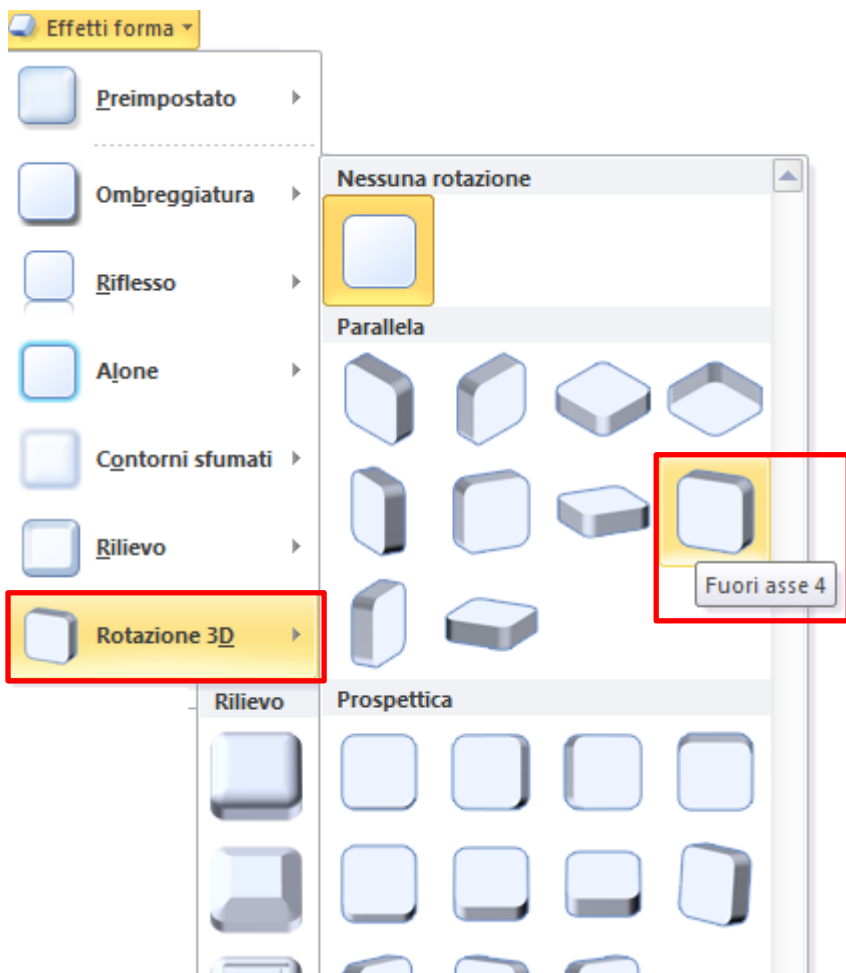 Effetti forma
Preimpostato
Ombreggiatura
Riflesso
Alone
Contorni sfumati
Rilievo
Rotazione 3D
Nessuna rotazione
Parallela
Fuori asse 4
Rilievo
Prospettica